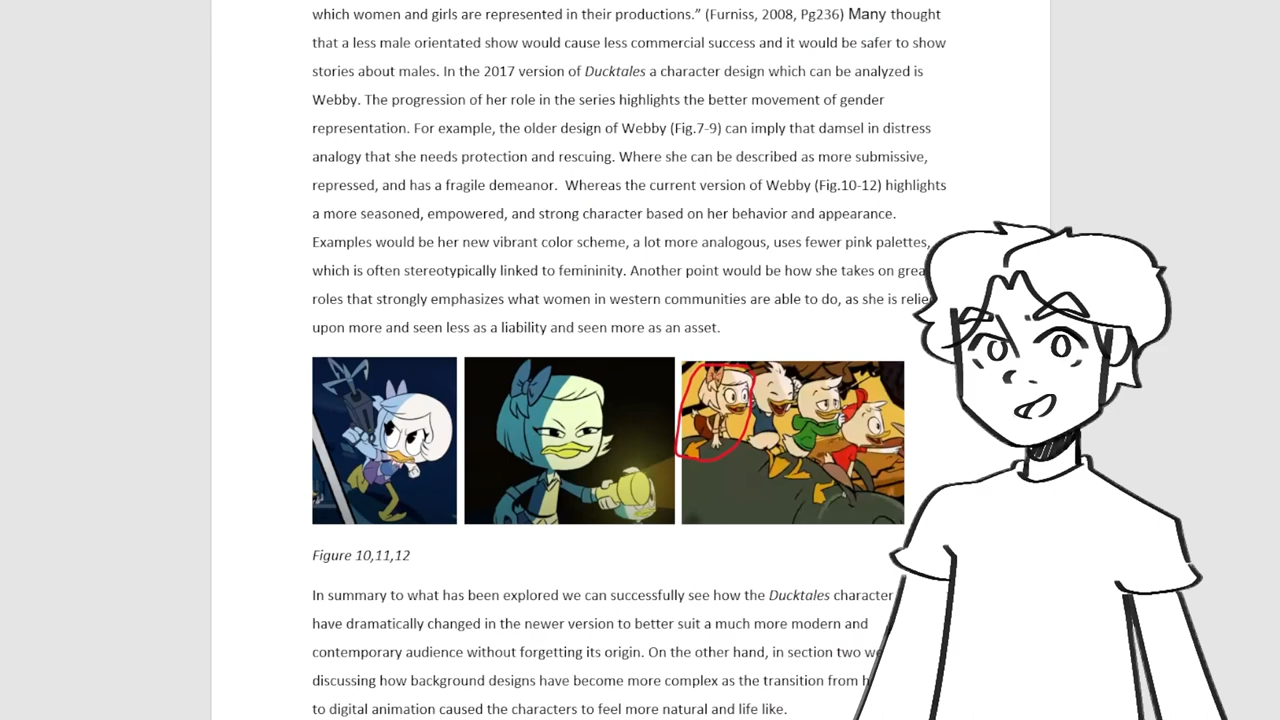 which women and girls are represented in their productions.” (Furniss, 2008, Pg236) Many thought
that a less male orientated show would cause less commercial success and it would be safer to show
stories about males. In the 2017 version of Ducktales a character design which can be analyzed is
Webby. The progression of her role in the series highlights the better movement of gender
representation. For example, the older design of Webby (Fig.7-9) can imply that damsel in distress
analogy that she needs protection and rescuing. Where she can be described as more submissive,
repressed, and has a fragile demeanor. Whereas the current version of Webby (Fig.10-12) highlights
a more seasoned, empowered, and strong character based on her behavior and appearance.
Examples would be her new vibrant color scheme, a lot more analogous, uses fewer pink palettes,
which is often stereotypically linked to femininity. Another point would be how she takes on
roles that strongly emphasizes what women in western communities are able to do, as she is
upon more and seen less as a liability and seen more as an asset.
Figure 10,11,12
In summary to what has been explored we can successfully see how the Ducktales character
have dramatically changed in the newer version to better suit a much more modern and
contemporary audience without forgetting its origin. On the other hand, in section two
discussing how background designs have become more complex as the transition from
to digital animation caused the characters to feel more natural and life like.